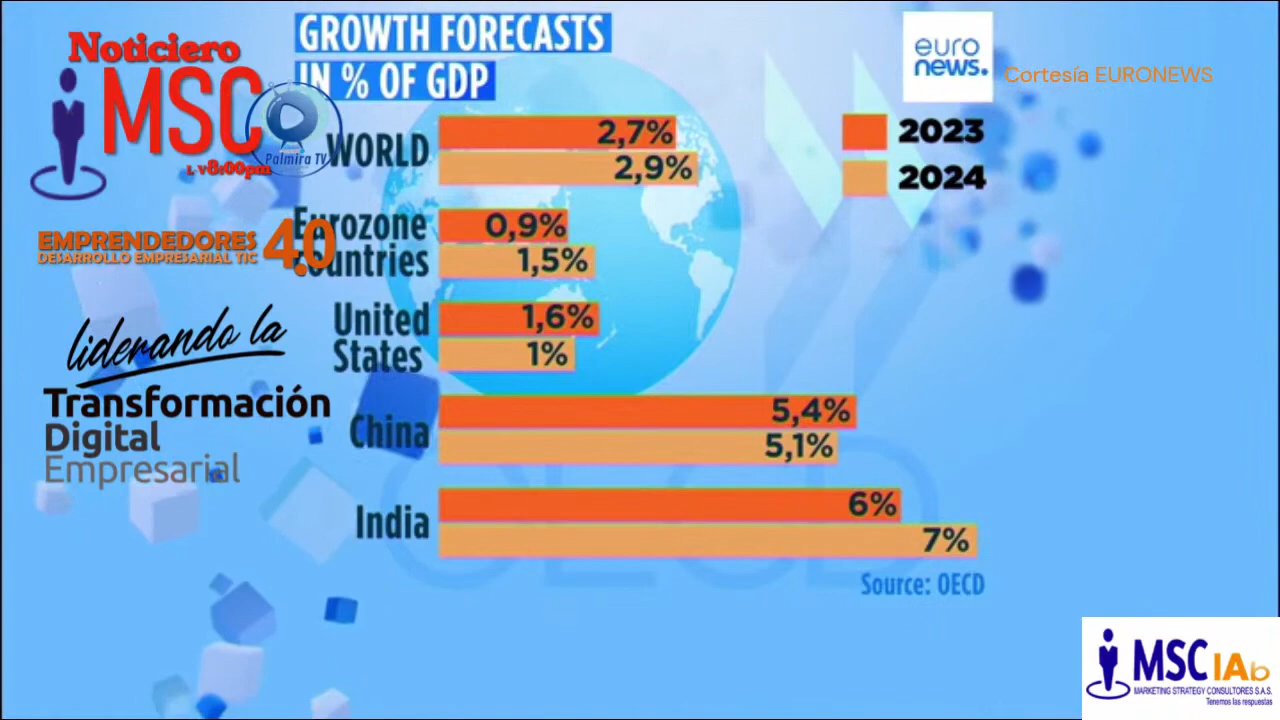 GROWTH FORECASTS
IN % OF GDP
euro
news.
Cortesía EURONEWS
Noticiero
MSC
Palmira TV
L V8:00pm
EMPRENDEDORES 4.0
DESARROLLO EMPRESARIAL TIC
liderando la
Transformación
Digital
Empresarial
2023
2024
WORLD
2,7%
2,9%
Eurozone
countries
0,9%
1,5%
United
States
1,6%
1%
China
5,4%
5,1%
India
6%
7%
OECD
Source: OECD
MSC IAb
MARKETING STRATEGY CONSULTORES S.A.S.
Tenemos las respuestas